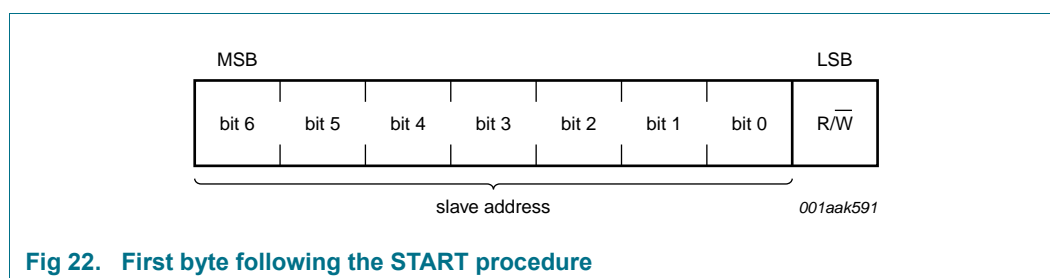 MSB LSB
bit 6 bit 5 bit 4 bit 3 bit 2 bit 1 bit 0 R/W̅
slave address 001aak591
Fig 22. First byte following the START procedure